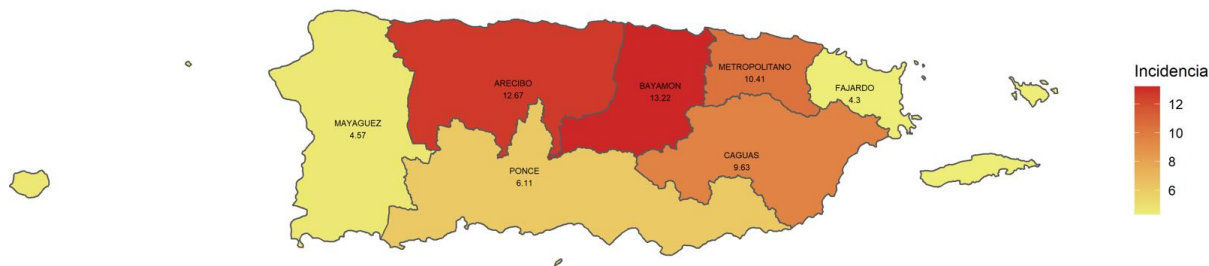 METROPOLITANO
10.41
ARECIBO
12.67
BAYAMON
13.22
FAJARDO
4.3
MAYAGUEZ
4.57
CAGUAS
9.63
PONCE
6.11
Incidencia
12
10
8
6